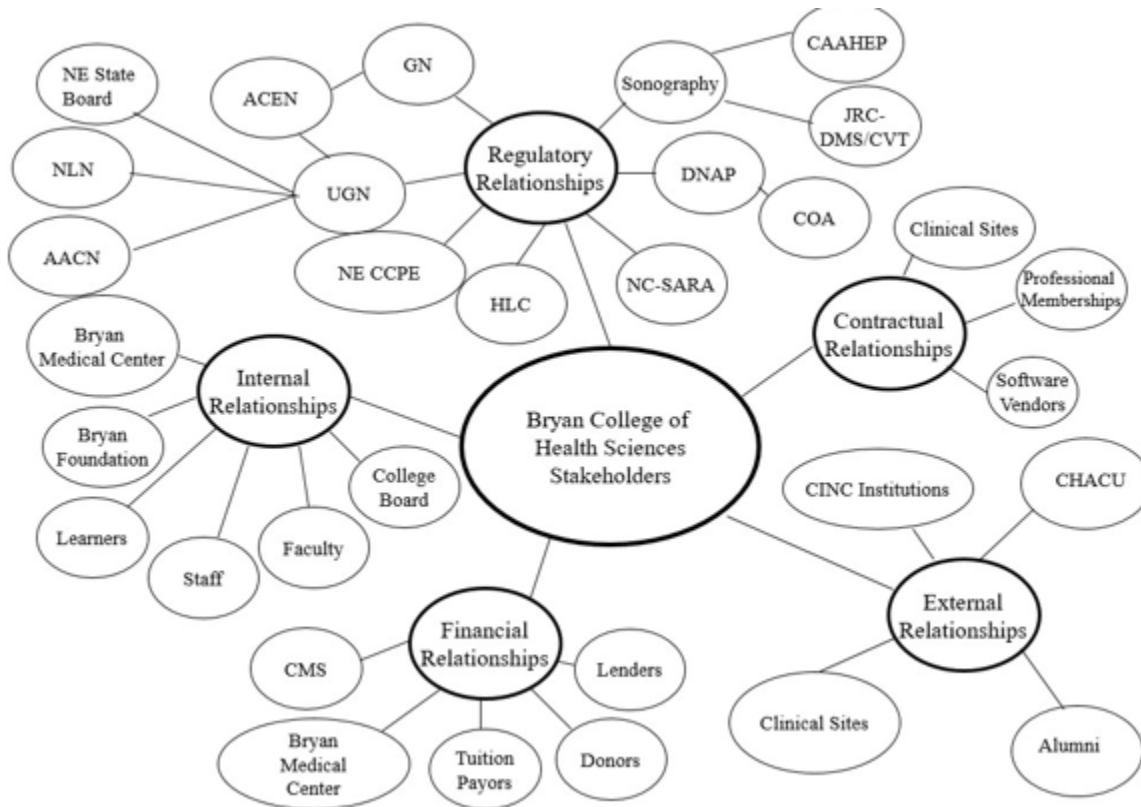 CAAHEP
NE State
Board
GN
ACEN
Sonography
JRC-
DMS/CVT
Regulatory
Relationships
NLN
UGN
DNAP
COA
Clinical Sites
AACN
NE CCPE
HLC
NC-SARA
Professional
Memberships
Contractual
Relationships
Bryan
Medical Center
Internal
Relationships
Software
Vendors
Bryan College of
Health Sciences
Stakeholders
Bryan
Foundation
College
Board
CINC Institutions
CHACU
Learners
Faculty
Staff
External
Relationships
Financial
Relationships
CMS
Lenders
Clinical Sites
Alumni
Bryan
Medical
Center
Tuition
Payors
Donors